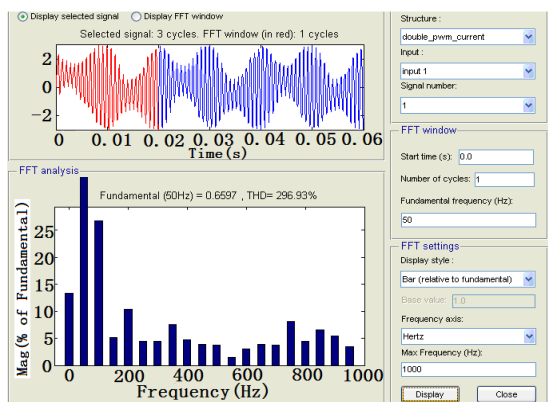 Display selected signal
Display FFT window
Selected signal: 3 cycles. FFT window (in red): 1 cycles
2
0
−2
0 0.01 0.02 0.03 0.04 0.05 0.06
Time(s)
FFT analysis
Fundamental (50Hz) = 0.6597 , THD= 296.93%
25
20
15
10
5
0
Mag(% of Fundamental)
0 200 400 600 800 1000
Frequency(Hz)
Structure :
double_pwm_current
Input :
input 1
Signal number:
1
FFT window
Start time (s): 0.0
Number of cycles: 1
Fundamental frequency (Hz):
50
FFT settings
Display style :
Bar (relative to fundamental)
Base value: 1.0
Frequency axis:
Hertz
Max Frequency (Hz):
1000
Display
Close